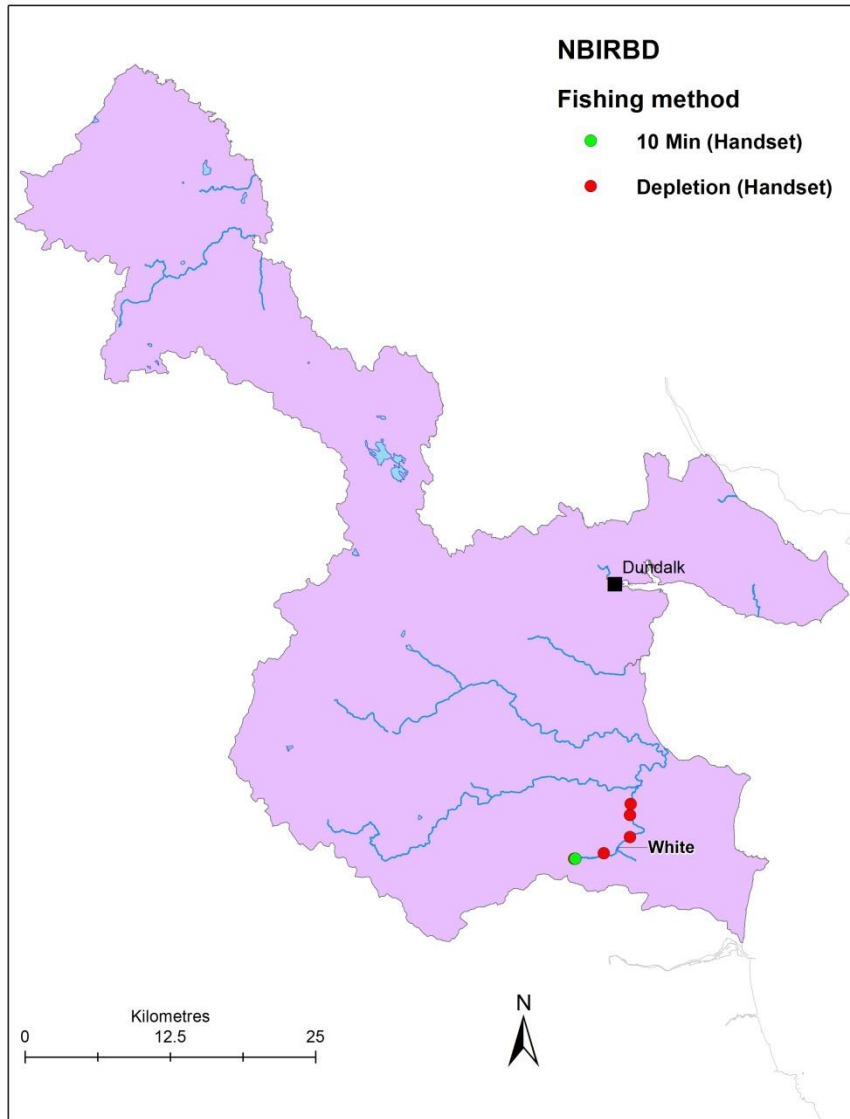 NBIRBD
Fishing method
10 Min (Handset)
Depletion (Handset)
Dundalk
White
N
Kilometres
0 12.5 25